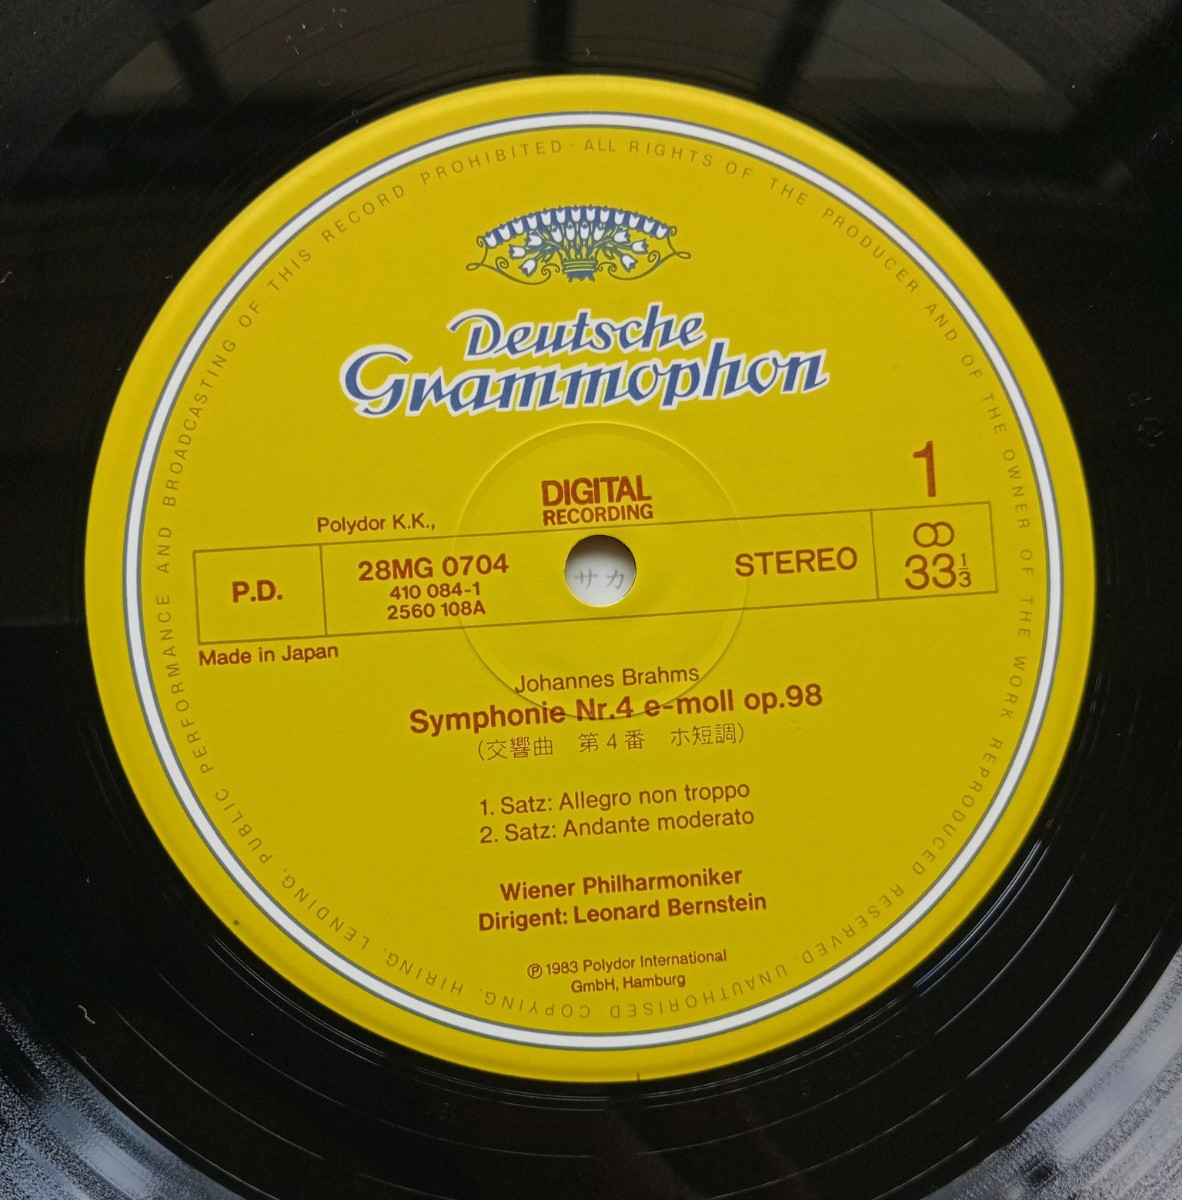 ALL RIGHTS OF THE PRODUCER AND OF THE OWNER OF THE WORK REPRODUCED RESERVED. UNAUTHORISED COPYING, HIRING, LENDING, PUBLIC PERFORMANCE AND BROADCASTING OF THIS RECORD PROHIBITED ·
Deutsche
Grammophon
1
DIGITAL
RECORDING
Polydor K.K.,
P.D.
28MG 0704
410 084-1
2560 108A
STEREO
33⅓
サカ
Made in Japan
Johannes Brahms
Symphonie Nr.4 e-moll op.98
(交響曲 第4番 ホ短調)
1. Satz: Allegro non troppo
2. Satz: Andante moderato
Wiener Philharmoniker
Dirigent: Leonard Bernstein
℗ 1983 Polydor International
GmbH, Hamburg